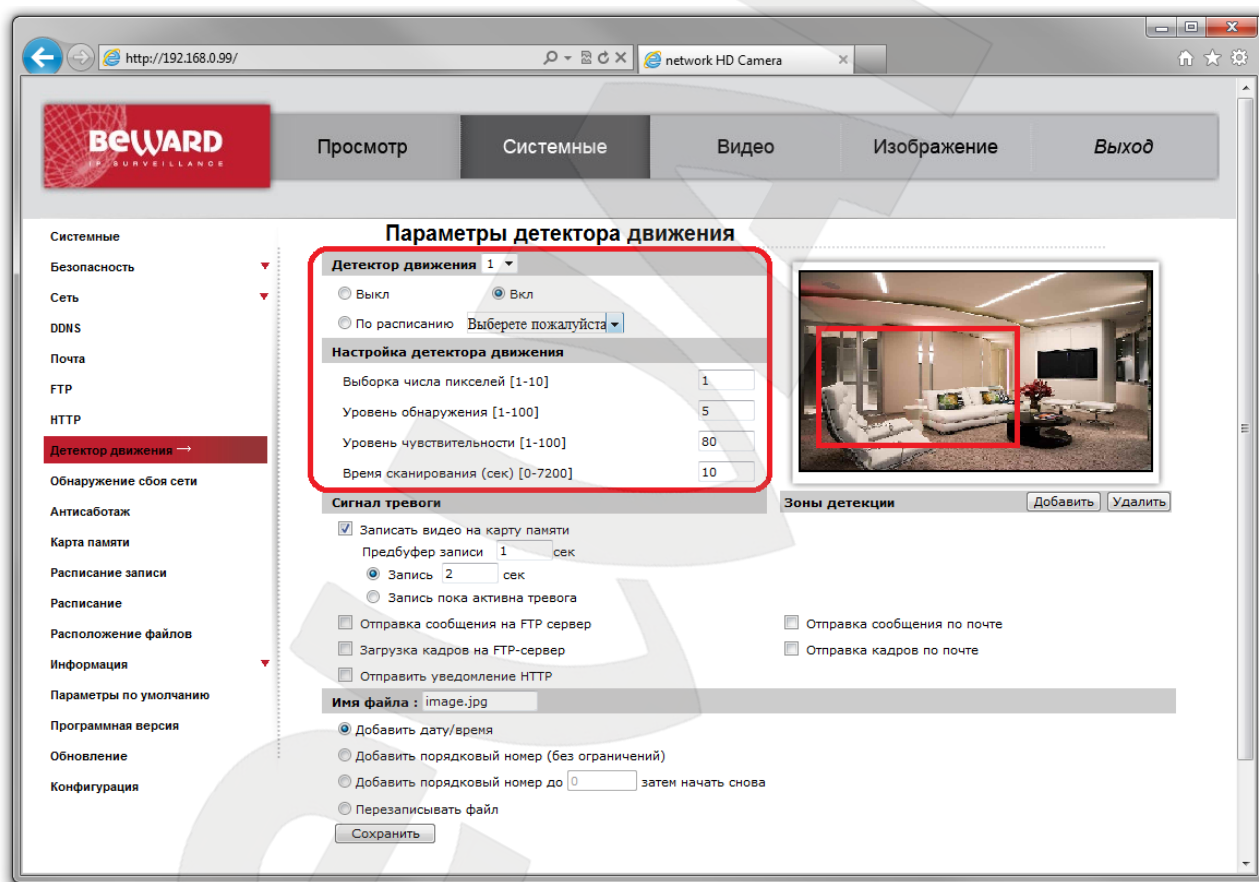 http://192.168.0.99/
network HD Camera
BEWARD
IP SURVEILLANCE
Просмотр
Системные
Видео
Изображение
Выход
Системные
Безопасность
Сеть
DDNS
Почта
FTP
HTTP
Детектор движения
Обнаружение сбоя сети
Антисаботаж
Карта памяти
Расписание записи
Расписание
Расположение файлов
Информация
Параметры по умолчанию
Программная версия
Обновление
Конфигурация
Параметры детектора движения
Детектор движения 1
Выкл Вкл
По расписанию Выберете пожалуйста
Настройка детектора движения
Выборка числа пикселей [1-10] 1
Уровень обнаружения [1-100] 5
Уровень чувствительности [1-100] 80
Время сканирования (сек) [0-7200] 10
Сигнал тревоги
Зоны детекции Добавить Удалить
Записать видео на карту памяти
Предбуфер записи 1 сек
Запись 2 сек
Запись пока активна тревога
Отправка сообщения на FTP сервер Отправка сообщения по почте
Загрузка кадров на FTP-сервер Отправка кадров по почте
Отправить уведомление HTTP
Имя файла : image.jpg
Добавить дату/время
Добавить порядковый номер (без ограничений)
Добавить порядковый номер до 0 затем начать снова
Перезаписывать файл
Сохранить